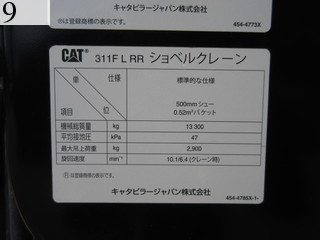 9
®は登録商標の表示です。
キャタピラージャパン株式会社
454-4773X
CAT 311F L RR ショベルクレーン
仕様
単位
項目
標準的な仕様
500mmシュー
0.52m³バケット
機械総質量 kg 13 300
平均接地圧 kPa 47
最大吊上荷重 kg 2,900
旋回速度 min⁻¹ 10.1/6.4 (クレーン時)
®は登録商標の表示です。
キャタピラージャパン株式会社
454-4785X-1-